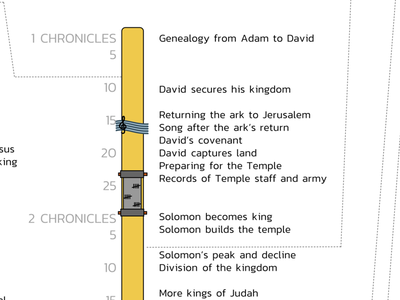 1 CHRONICLES Genealogy from Adam to David
5
10 David secures his kingdom
15 Returning the ark to Jerusalem
Song after the ark's return
David's covenant
sus
20 David captures land
king
Preparing for the Temple
Records of Temple staff and army
25
2 CHRONICLES Solomon becomes king
5 Solomon builds the temple
Solomon's peak and decline
10 Division of the kingdom
15 More kings of Judah